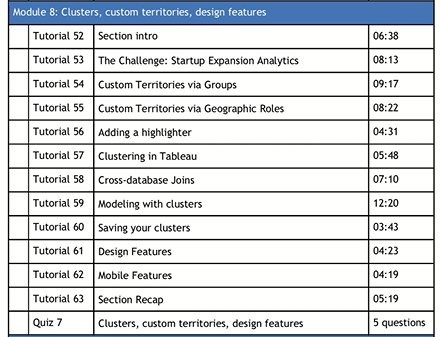 Module 8: Clusters, custom territories, design features
Tutorial 52 Section intro 06:38
Tutorial 53 The Challenge: Startup Expansion Analytics 08:13
Tutorial 54 Custom Territories via Groups 09:17
Tutorial 55 Custom Territories via Geographic Roles 08:22
Tutorial 56 Adding a highlighter 04:31
Tutorial 57 Clustering in Tableau 05:48
Tutorial 58 Cross-database Joins 07:10
Tutorial 59 Modeling with clusters 12:20
Tutorial 60 Saving your clusters 03:43
Tutorial 61 Design Features 04:23
Tutorial 62 Mobile Features 04:19
Tutorial 63 Section Recap 05:19
Quiz 7 Clusters, custom territories, design features 5 questions